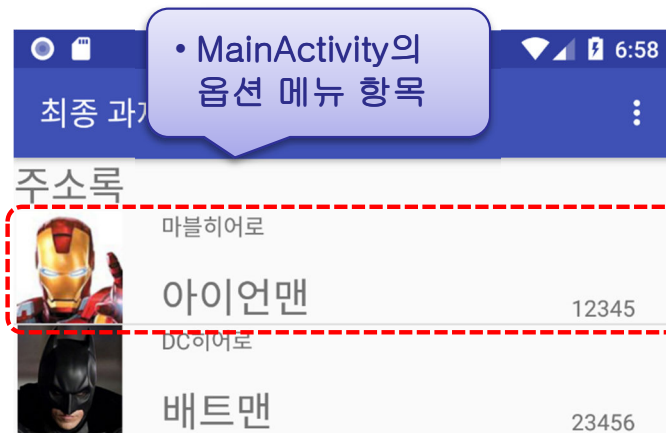 • MainActivity의
옵션 메뉴 항목
6:58
최종 과
주소록
마블히어로
아이언맨
12345
DC히어로
배트맨
23456